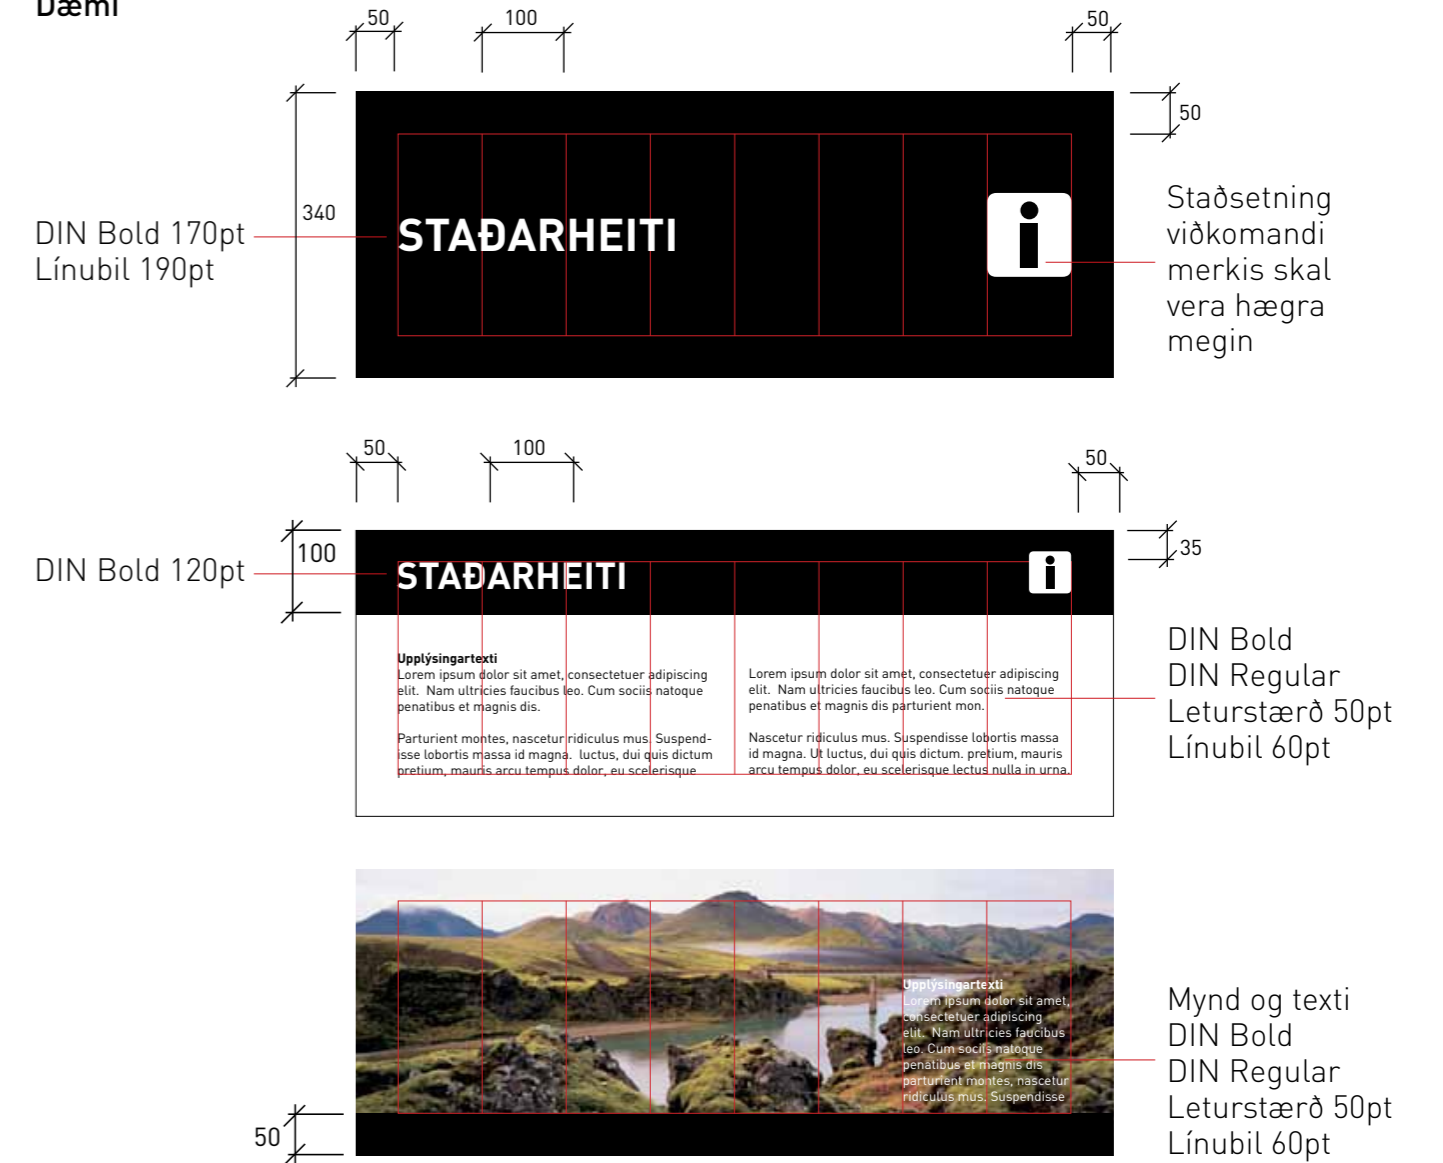 Dæmi
50
100
50
50
340
DIN Bold 170pt
Línubil 190pt
STAÐARHEITI
i
Staðsetning
viðkomandi
merkis skal
vera hægra
megin
50
100
50
35
100
DIN Bold 120pt
STAÐARHEITI
i
Upplýsingartexti
Lorem ipsum dolor sit amet, consectetuer adipiscing
elit. Nam ultricies faucibus leo. Cum sociis natoque
penatibus et magnis dis.
Parturient montes, nascetur ridiculus mus. Suspend-
isse lobortis massa id magna. luctus, dui quis dictum
pretium, mauris arcu tempus dolor, eu scelerisque
Lorem ipsum dolor sit amet, consectetuer adipiscing
elit. Nam ultricies faucibus leo. Cum sociis natoque
penatibus et magnis dis parturient mon.
Nascetur ridiculus mus. Suspendisse lobortis massa
id magna. Ut luctus, dui quis dictum. pretium, mauris
arcu tempus dolor, eu scelerisque lectus nulla in urna.
DIN Bold
DIN Regular
Leturstærð 50pt
Línubil 60pt
Upplýsingartexti
Lorem ipsum dolor sit amet,
consectetuer adipiscing
elit. Nam ultricies faucibus
leo. Cum sociis natoque
penatibus et magnis dis
parturient montes, nascetur
ridiculus mus. Suspendisse
50
Mynd og texti
DIN Bold
DIN Regular
Leturstærð 50pt
Línubil 60pt